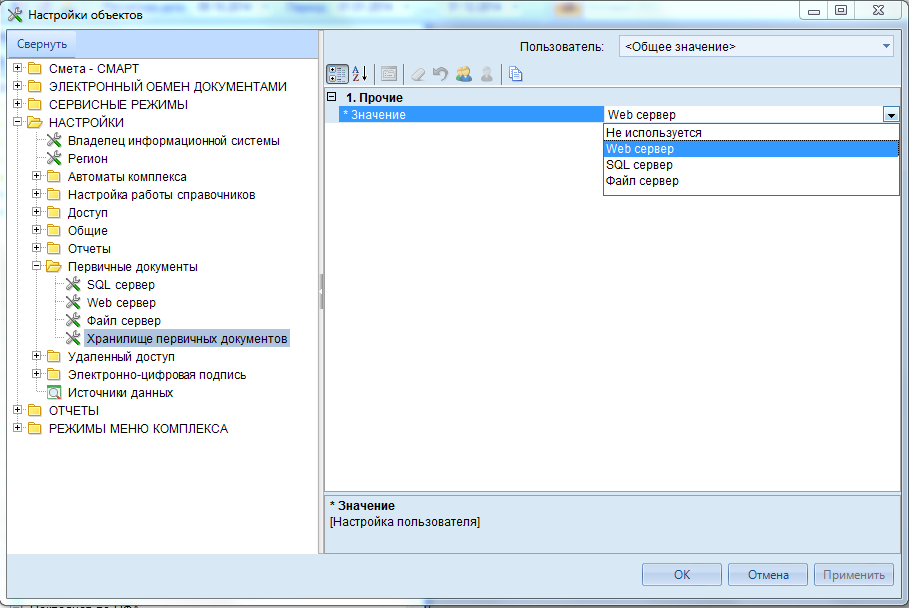 Настройки объектов
Свернуть
Смета - СМАРТ
ЭЛЕКТРОННЫЙ ОБМЕН ДОКУМЕНТАМИ
СЕРВИСНЫЕ РЕЖИМЫ
НАСТРОЙКИ
Владелец информационной системы
Регион
Автоматы комплекса
Настройка работы справочников
Доступ
Общие
Отчеты
Первичные документы
SQL сервер
Web сервер
Файл сервер
Хранилище первичных документов
Удаленный доступ
Электронно-цифровая подпись
Источники данных
ОТЧЕТЫ
РЕЖИМЫ МЕНЮ КОМПЛЕКСА
Пользователь: <Общее значение>
1. Прочие
* Значение Web сервер
Не используется
Web сервер
SQL сервер
Файл сервер
* Значение
[Настройка пользователя]
ОК Отмена Применить